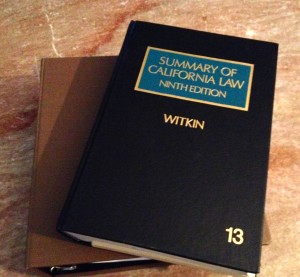 SUMMARY OF
CALIFORNIA LAW
NINTH EDITION
WITKIN
13